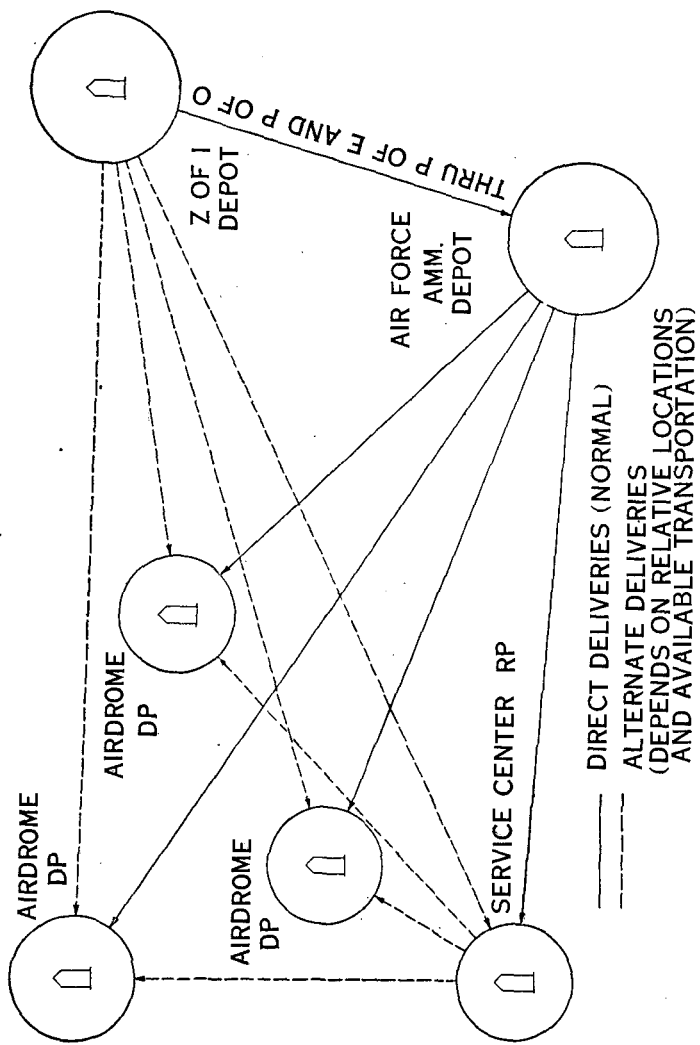 AIRDROME
DP
AIRDROME
DP
AIRDROME
DP
SERVICE CENTER RP
Z OF I
DEPOT
THRU P OF E AND P OF O
AIR FORCE
AMM.
DEPOT
DIRECT DELIVERIES (NORMAL)
ALTERNATE DELIVERIES
(DEPENDS ON RELATIVE LOCATIONS
AND AVAILABLE TRANSPORTATION)